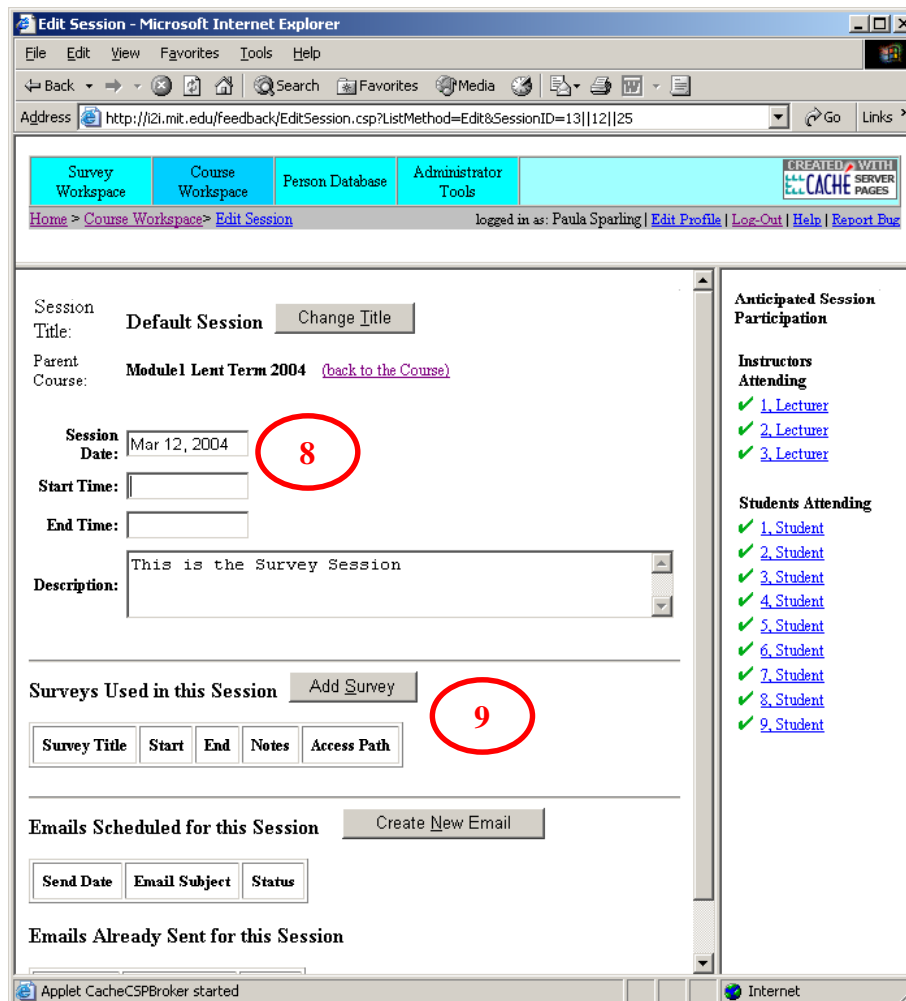 Edit Session - Microsoft Internet Explorer
File Edit View Favorites Tools Help
Back Search Favorites Media
Address http://i2i.mit.edu/feedback/EditSession.csp?ListMethod=Edit&SessionID=13||12||25 Go Links »
Survey Workspace Course Workspace Person Database Administrator Tools CREATED WITH CACHE SERVER PAGES
Home > Course Workspace> Edit Session logged in as: Paula Sparling | Edit Profile | Log-Out | Help | Report Bug
Session Title: Default Session Change Title
Parent Course: Module1 Lent Term 2004 (back to the Course)
Session Date: Mar 12, 2004 8
Start Time:
End Time:
Description: This is the Survey Session
Surveys Used in this Session Add Survey 9
Survey Title Start End Notes Access Path
Emails Scheduled for this Session Create New Email
Send Date Email Subject Status
Emails Already Sent for this Session
Anticipated Session
Participation
Instructors
Attending
1, Lecturer
2, Lecturer
3, Lecturer
Students Attending
1, Student
2, Student
3, Student
4, Student
5, Student
6, Student
7, Student
8, Student
9, Student
Applet CacheCSPBroker started Internet